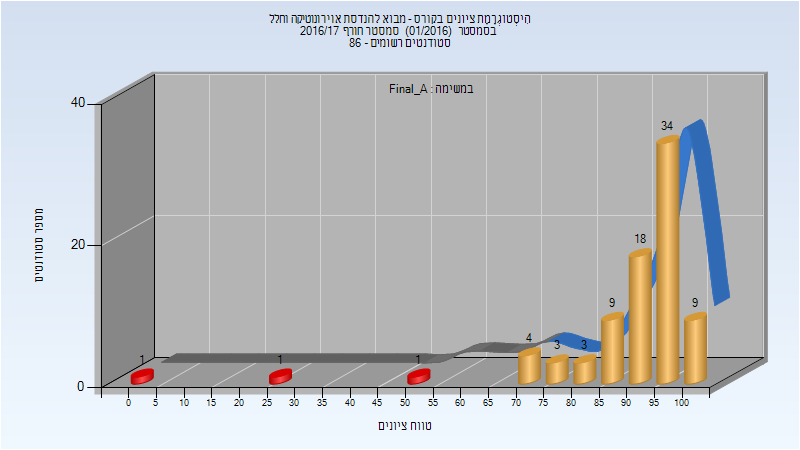 היסטוגרמת ציונים בקורס - מבוא להנדסת אוירונוטיקה וחלל
בסמסטר (01/2016) סמסטר חורף 2016/17
סטודנטים רשומים - 86
במשימה : Final_A
מספר סטודנטים
40
20
0
1
1
1
4
3
3
9
18
34
9
0 5 10 15 20 25 30 35 40 45 50 55 60 65 70 75 80 85 90 95 100
טווח ציונים